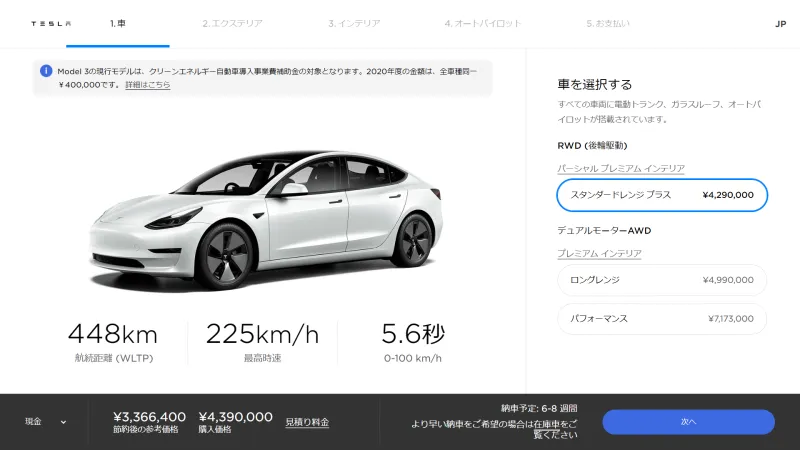 TESLA
1. 車
2. エクステリア
3. インテリア
4. オートパイロット
5. お支払い
JP
Model 3の現行モデルは、クリーンエネルギー自動車導入事業費補助金の対象となります。2020年度の金額は、全車種同一
¥400,000です。 詳細はこちら
448km
航続距離 (WLTP)
225km/h
最高時速
5.6秒
0-100 km/h
車を選択する
すべての車両に電動トランク、ガラスルーフ、オートパ
イロットが搭載されています。
RWD (後輪駆動)
パーシャル プレミアム インテリア
スタンダードレンジ プラス ¥4,290,000
デュアルモーターAWD
プレミアム インテリア
ロングレンジ ¥4,990,000
パフォーマンス ¥7,173,000
現金
¥3,366,400
節約後の参考価格
¥4,390,000
購入価格
見積り料金
納車予定: 6-8 週間
より早い納車をご希望の場合は在庫車をご
覧ください
次へ